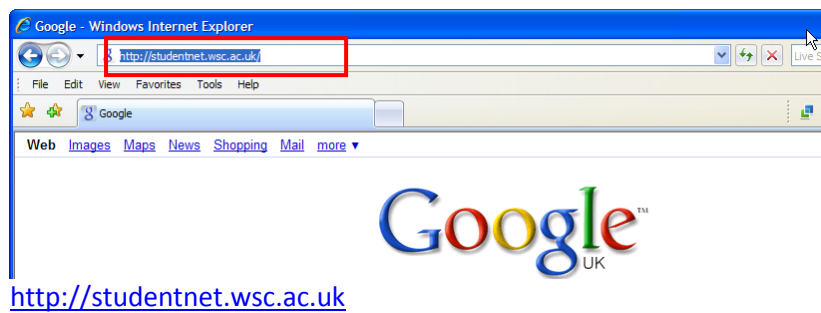 Google - Windows Internet Explorer
http://studentnet.wsc.ac.uk/
Live S
File Edit View Favorites Tools Help
Google
Web Images Maps News Shopping Mail more
Google™
UK
http://studentnet.wsc.ac.uk